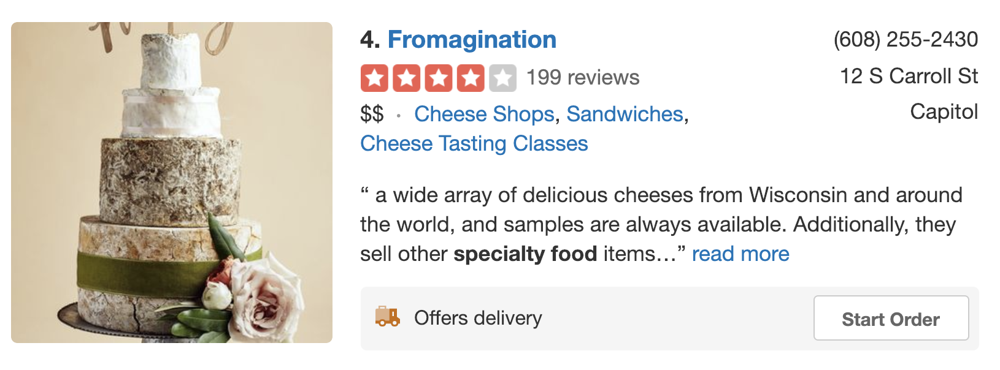 4. Fromagination
(608) 255-2430
199 reviews
12 S Carroll St
$$ · Cheese Shops, Sandwiches,
Capitol
Cheese Tasting Classes
“ a wide array of delicious cheeses from Wisconsin and around
the world, and samples are always available. Additionally, they
sell other specialty food items…” read more
Offers delivery
Start Order